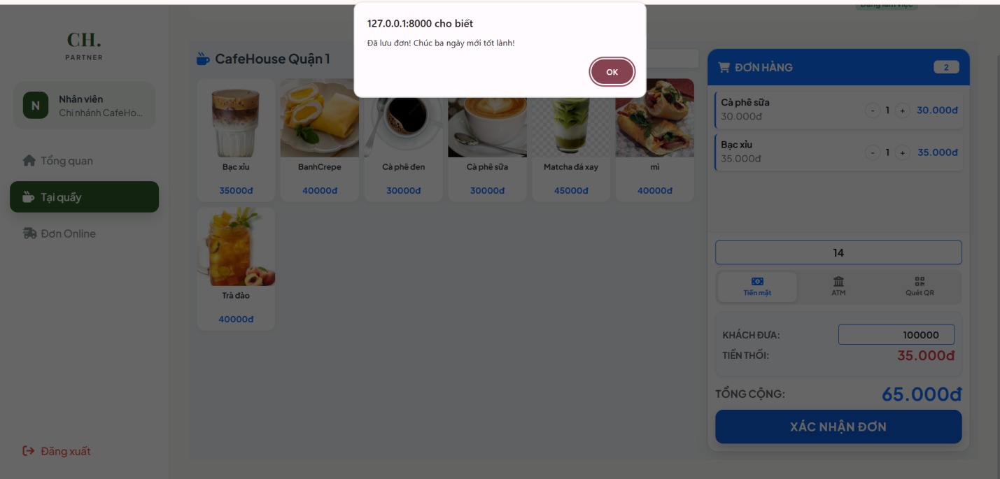 Đang làm việc
127.0.0.1:8000 cho biết
Đã lưu đơn! Chúc ba ngày mới tốt lành!
OK
CH.
PARTNER
N
Nhân viên
Chi nhánh CafeHo...
Tổng quan
Tại quầy
Đơn Online
Đăng xuất
CafeHouse Quận 1
Bạc xỉu
35000đ
BanhCrepe
40000đ
Cà phê đen
30000đ
Cà phê sữa
30000đ
Matcha đá xay
45000đ
mì
40000đ
Trà đào
40000đ
ĐƠN HÀNG
2
Cà phê sữa
30.000đ
- 1 + 30.000đ
Bạc xỉu
35.000đ
- 1 + 35.000đ
14
Tiền mặt
ATM
Quét QR
KHÁCH ĐƯA:
100000
TIỀN THỐI:
35.000đ
TỔNG CỘNG:
65.000đ
XÁC NHẬN ĐƠN